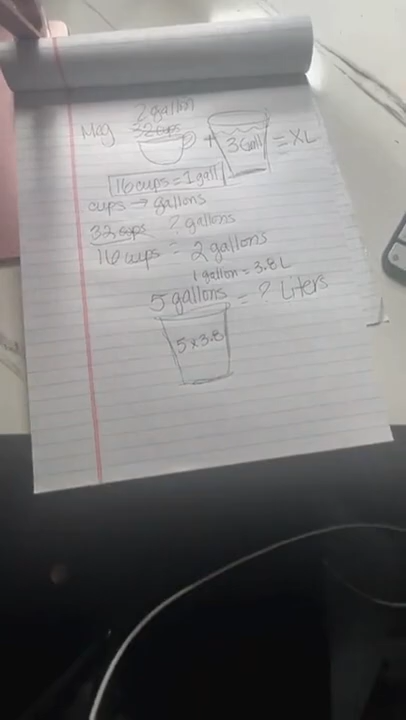 2 gallon
Meg 32 cups + 3 Gall = XL
16 cups = 1 gall
cups → gallons
32 cups ? gallons
16 cups = 2 gallons
1 gallon = 3.8 L
5 gallons = ? Liters
5 x 3.8